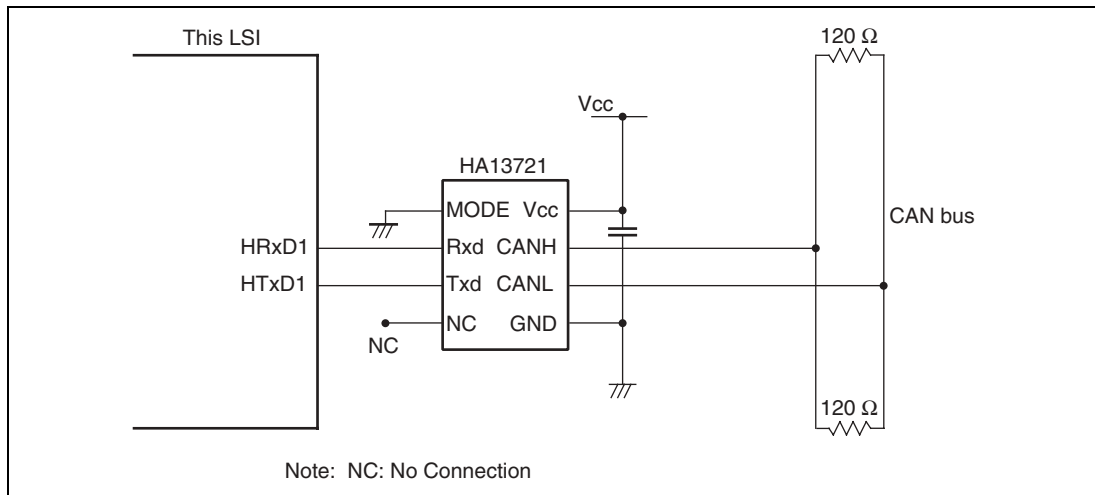 This LSI
120 Ω
Vcc
HA13721
MODE Vcc
CAN bus
HRxD1
Rxd CANH
HTxD1
Txd CANL
NC GND
NC
120 Ω
Note: NC: No Connection